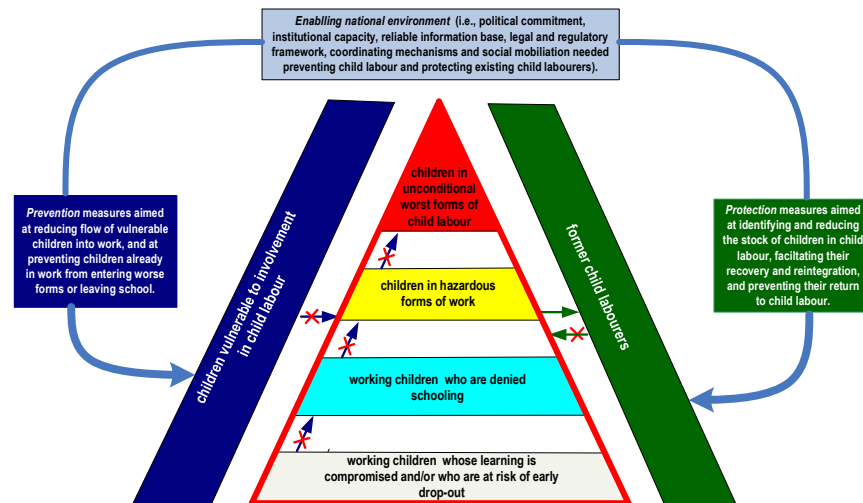 Enablling national environment (i.e., political commitment,
institutional capacity, reliable information base, legal and regulatory
framework, coordinating mechanisms and social mobiliation needed
preventing child labour and protecting existing child labourers).
Prevention measures aimed
at reducing flow of vulnerable
children into work, and at
preventing children already
in work from entering worse
forms or leaving school.
children vulnerable to involvement
in child labour
children in
unconditional
worst forms of
child labour
children in hazardous
forms of work
working children who are denied
schooling
working children whose learning is
compromised and/or who are at risk of early
drop-out
former child labourers
Protection measures aimed
at identifying and reducing
the stock of children in child
labour, faciltating their
recovery and reintegration,
and preventing their return
to child labour.